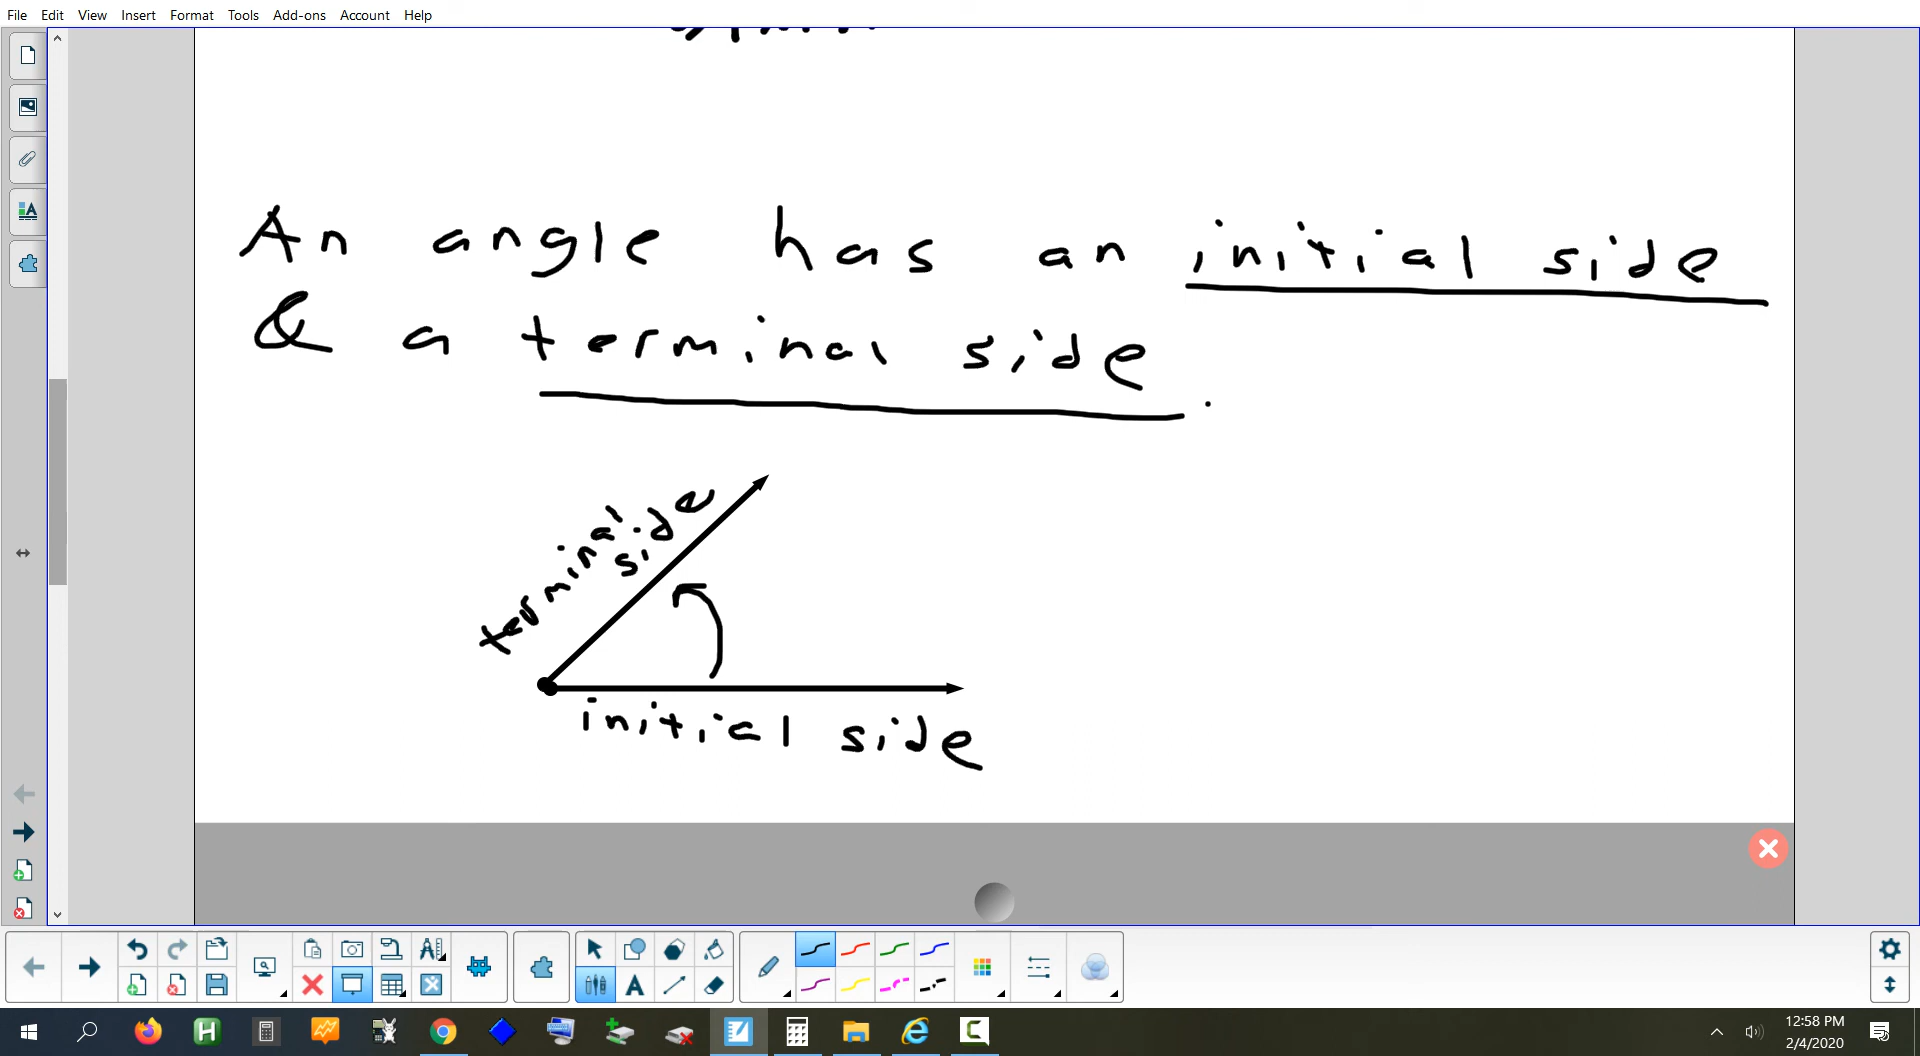 File Edit View Insert Format Tools Add-ons Account Help
An angle has an initial side
& a terminal side.
terminal side
initial side
12:58 PM
2/4/2020